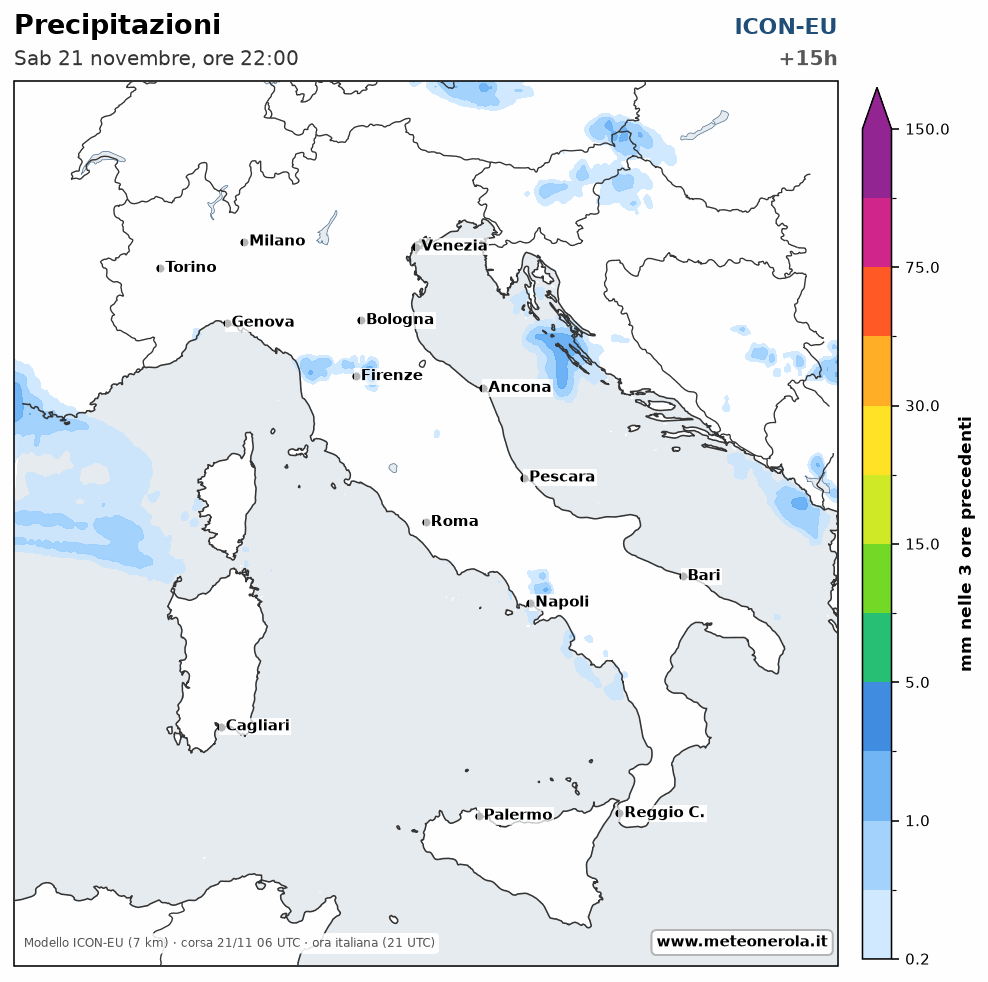 Precipitazioni
ICON-EU
Sab 21 novembre, ore 22:00
+15h
150.0
75.0
30.0
15.0
5.0
1.0
0.2
mm nelle 3 ore precedenti
Milano
Venezia
Torino
Genova
Bologna
Firenze
Ancona
Pescara
Roma
Bari
Napoli
Cagliari
Palermo
Reggio C.
Modello ICON-EU (7 km) · corsa 21/11 06 UTC · ora italiana (21 UTC)
www.meteonerola.it